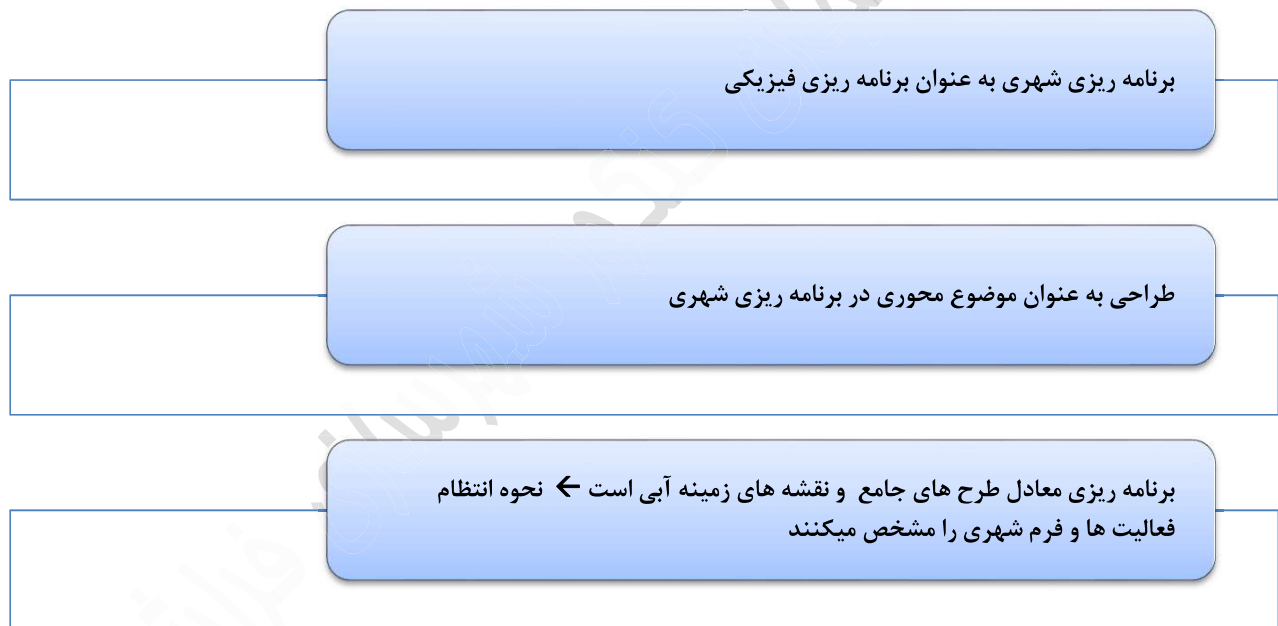 برنامه ریزی شهری به عنوان برنامه ریزی فیزیکی
طراحی به عنوان موضوع محوری در برنامه ریزی شهری
برنامه ریزی معادل طرح های جامع و نقشه های زمینه آبی است ← نحوه انتظام
فعالیت ها و فرم شهری را مشخص میکنند